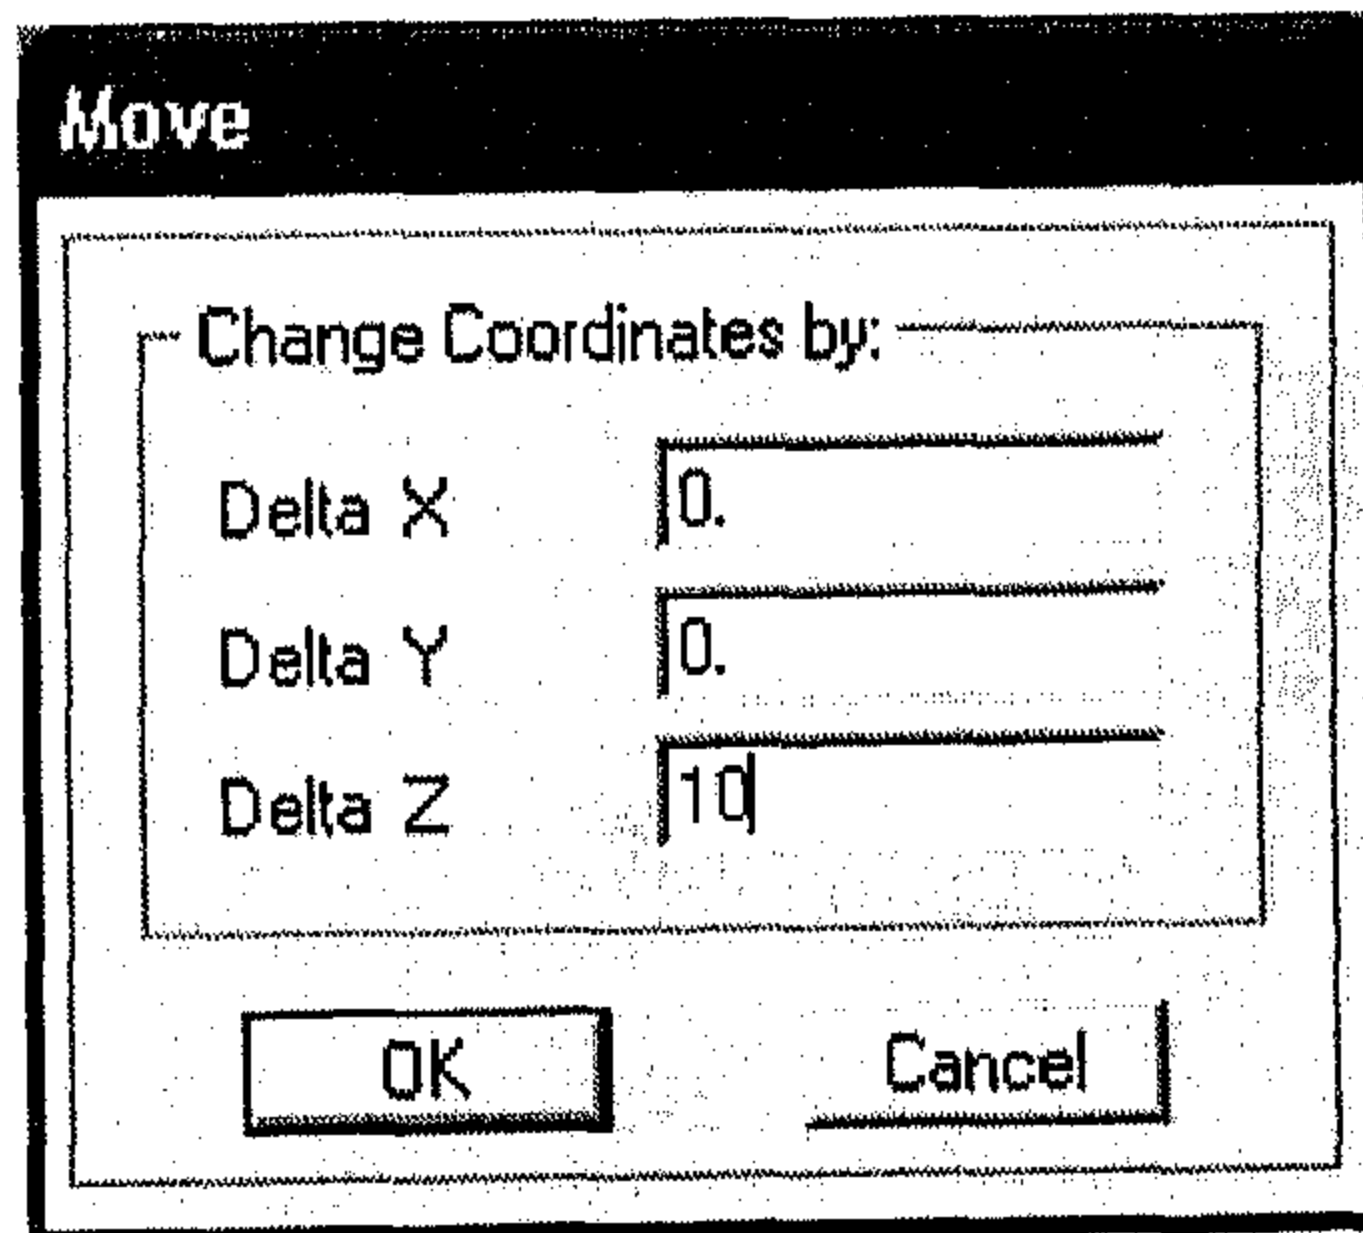 Move
Change Coordinates by:
Delta X 0.
Delta Y 0.
Delta Z 10
OK Cancel